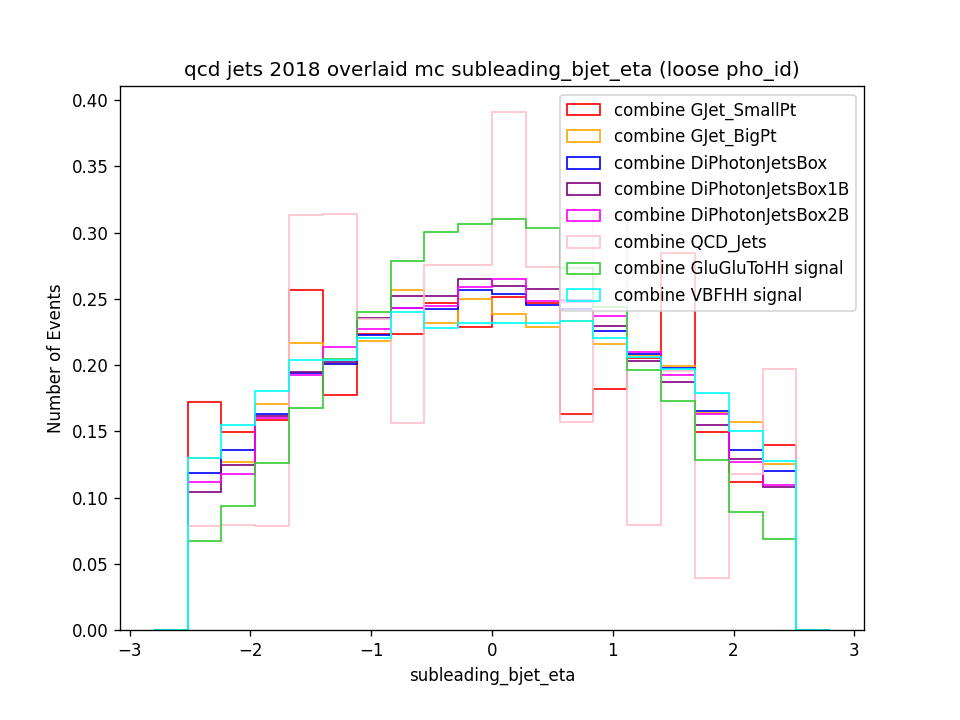 qcd jets 2018 overlaid mc subleading_bjet_eta (loose pho_id)
combine GJet_SmallPt
combine GJet_BigPt
combine DiPhotonJetsBox
combine DiPhotonJetsBox1B
combine DiPhotonJetsBox2B
combine QCD_Jets
combine GluGluToHH signal
combine VBFHH signal
Number of Events
0.40
0.35
0.30
0.25
0.20
0.15
0.10
0.05
0.00
−3 −2 −1 0 1 2 3
subleading_bjet_eta